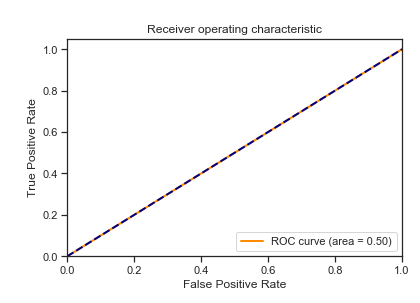 Receiver operating characteristic
1.0
0.8
0.6
0.4
0.2
0.0
True Positive Rate
ROC curve (area = 0.50)
0.0 0.2 0.4 0.6 0.8 1.0
False Positive Rate